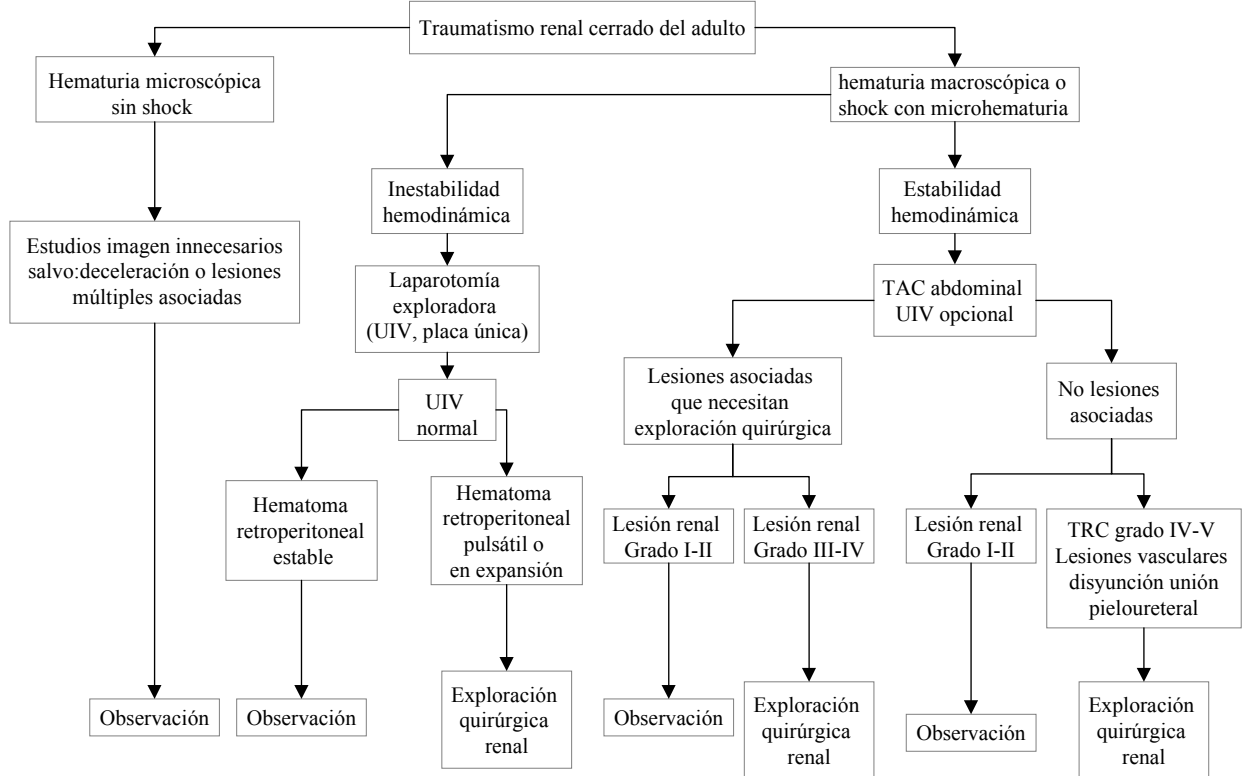 Traumatismo renal cerrado del adulto
Hematuria microscópica
sin shock
hematuria macroscópica o
shock con microhematuria
Inestabilidad
hemodinámica
Estabilidad
hemodinámica
Estudios imagen innecesarios
salvo:deceleración o lesiones
múltiples asociadas
Laparotomía
exploradora
(UIV, placa única)
TAC abdominal
UIV opcional
UIV
normal
Lesiones asociadas
que necesitan
exploración quirúrgica
No lesiones
asociadas
Hematoma
retroperitoneal
estable
Hematoma
retroperitoneal
pulsátil o
en expansión
Lesión renal
Grado I-II
Lesión renal
Grado III-IV
Lesión renal
Grado I-II
TRC grado IV-V
Lesiones vasculares
disyunción unión
pieloureteral
Observación
Observación
Exploración
quirúrgica
renal
Observación
Exploración
quirúrgica
renal
Observación
Exploración
quirúrgica
renal